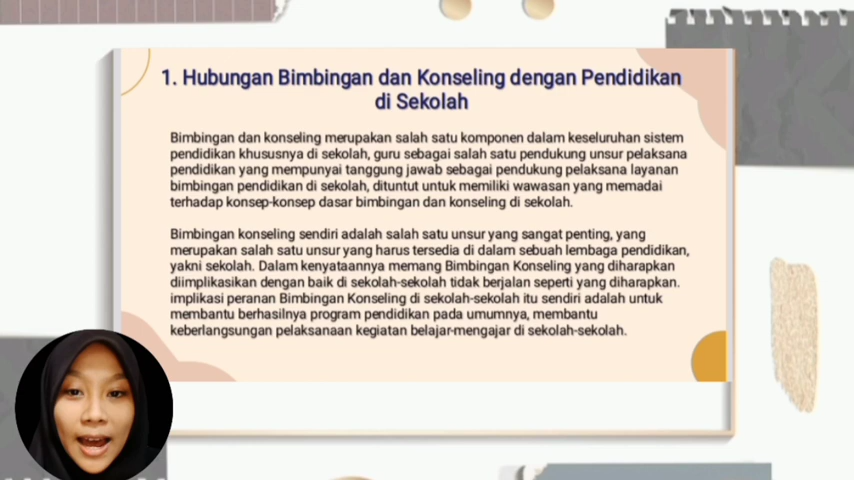 1. Hubungan Bimbingan dan Konseling dengan Pendidikan
di Sekolah
Bimbingan dan konseling merupakan salah satu komponen dalam keseluruhan sistem
pendidikan khususnya di sekolah, guru sebagai salah satu pendukung unsur pelaksana
pendidikan yang mempunyai tanggung jawab sebagai pendukung pelaksana layanan
bimbingan pendidikan di sekolah, dituntut untuk memiliki wawasan yang memadai
terhadap konsep-konsep dasar bimbingan dan konseling di sekolah.
Bimbingan konseling sendiri adalah salah satu unsur yang sangat penting, yang
merupakan salah satu unsur yang harus tersedia di dalam sebuah lembaga pendidikan,
yakni sekolah. Dalam kenyataannya memang Bimbingan Konseling yang diharapkan
diimplikasikan dengan baik di sekolah-sekolah tidak berjalan seperti yang diharapkan.
implikasi peranan Bimbingan Konseling di sekolah-sekolah itu sendiri adalah untuk
membantu berhasilnya program pendidikan pada umumnya, membantu
keberlangsungan pelaksanaan kegiatan belajar-mengajar di sekolah-sekolah.